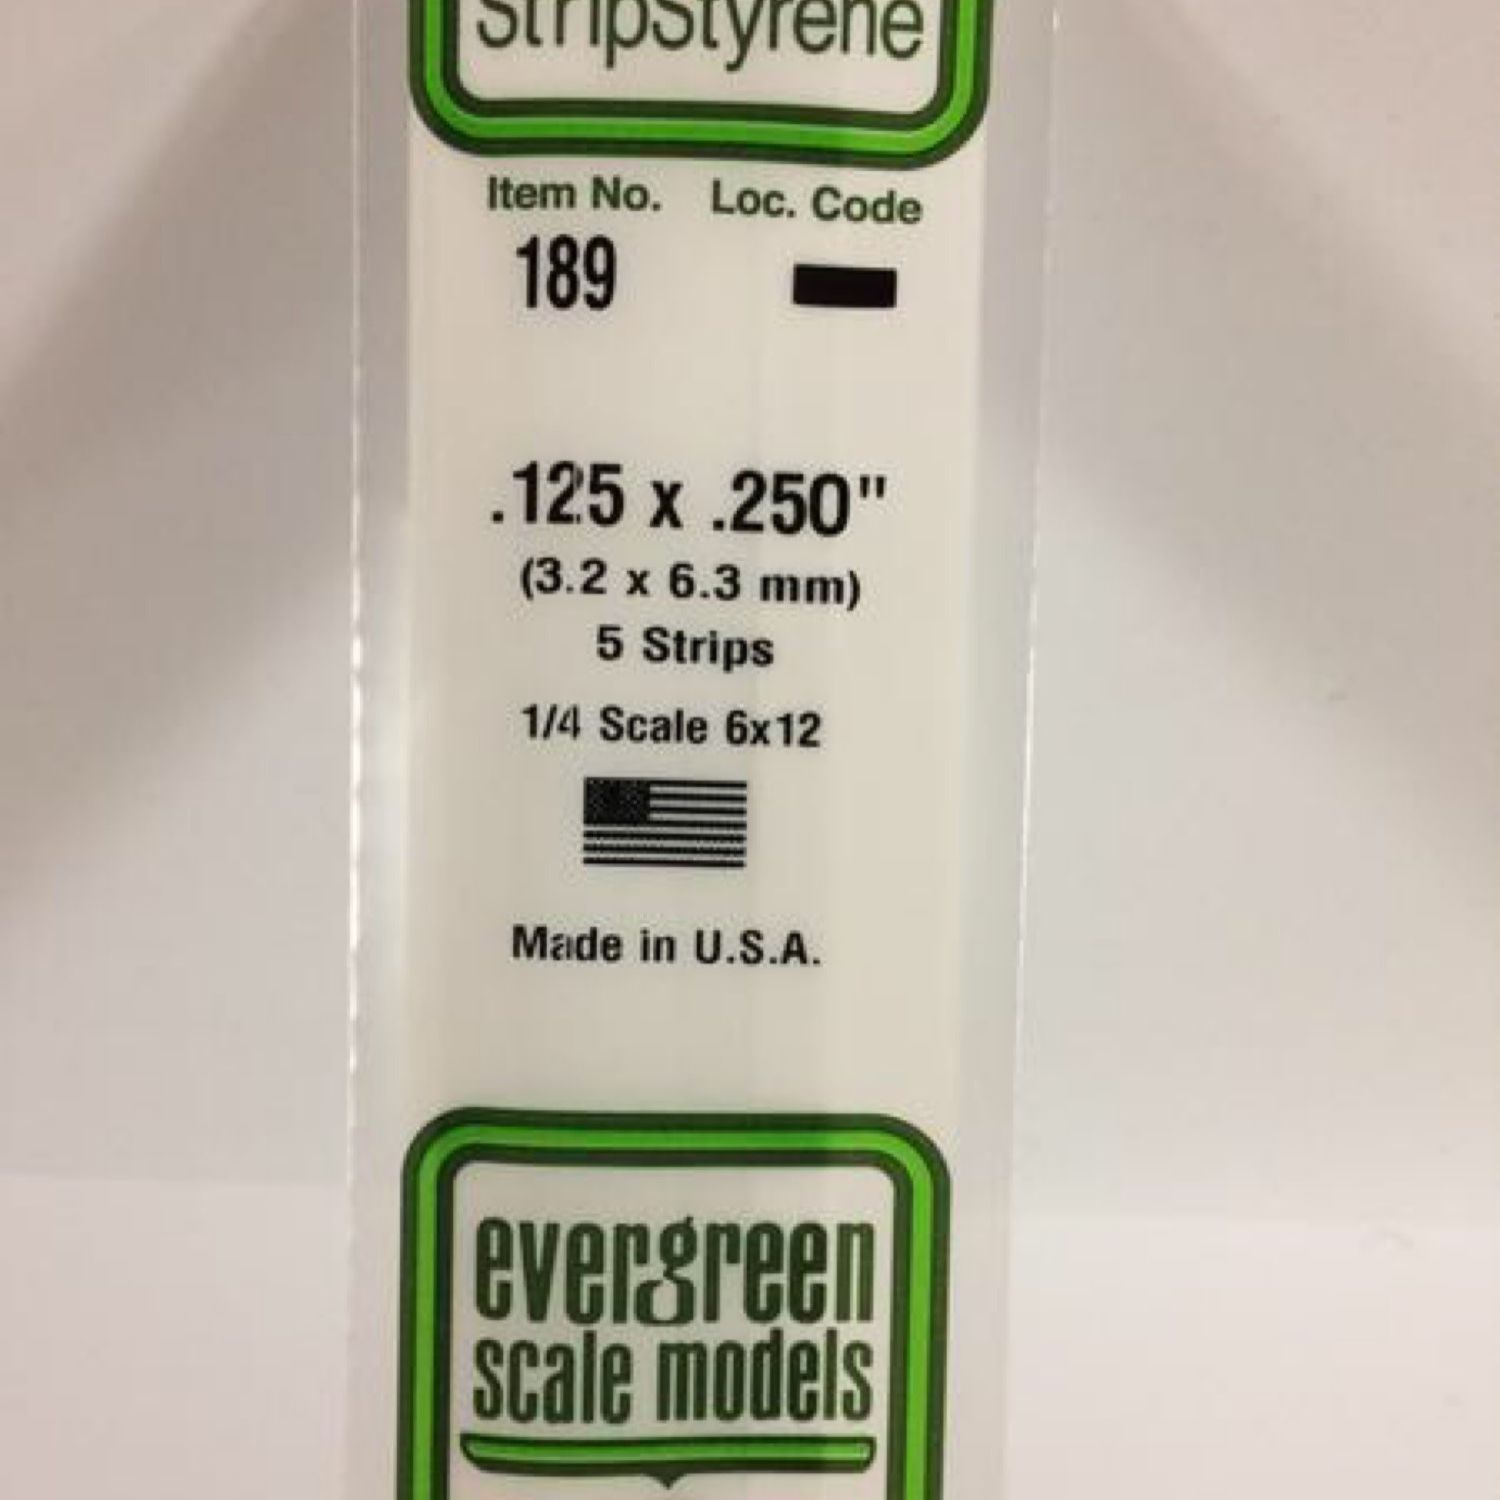 StripStyrene
Item No. Loc. Code
189
.125 x .250"
(3.2 x 6.3 mm)
5 Strips
1/4 Scale 6x12
Made in U.S.A.
evergreen
scale models